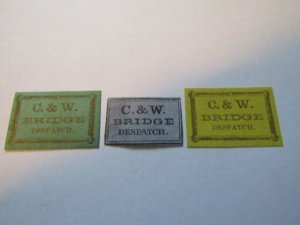 C. & W.
BRIDGE
DESPATCH.
C. & W.
BRIDGE
DESPATCH.
C. & W.
BRIDGE
DESPATCH.